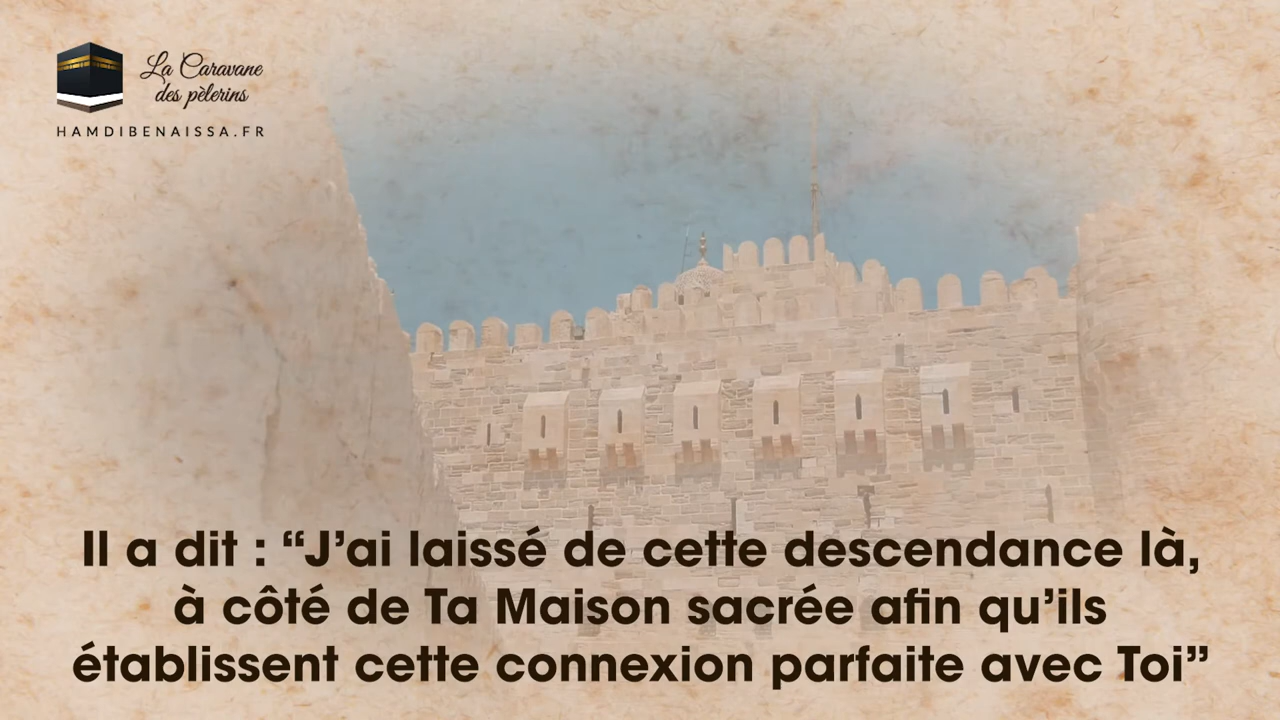 La Caravane
des pèlerins
HAMDIBENAISSA.FR
Il a dit : “J’ai laissé de cette descendance là,
à côté de Ta Maison sacrée afin qu’ils
établissent cette connexion parfaite avec Toi”